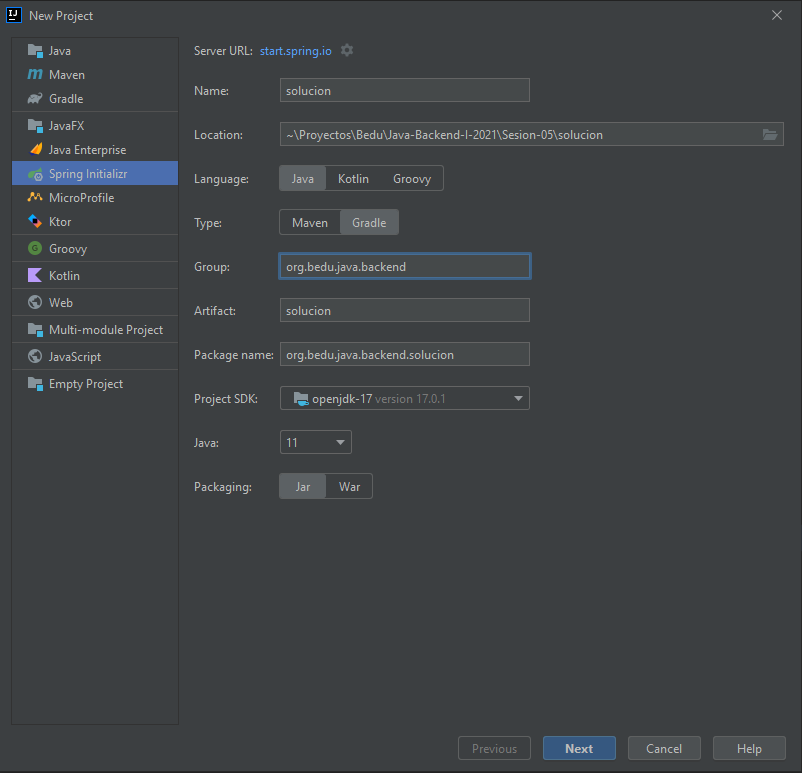 New Project
Java
Maven
Gradle
JavaFX
Java Enterprise
Spring Initializr
MicroProfile
Ktor
Groovy
Kotlin
Web
Multi-module Project
JavaScript
Empty Project
Server URL: start.spring.io
Name: solucion
Location: ~\Proyectos\Bedu\Java-Backend-I-2021\Sesion-05\solucion
Language: Java Kotlin Groovy
Type: Maven Gradle
Group: org.bedu.java.backend
Artifact: solucion
Package name: org.bedu.java.backend.solucion
Project SDK: openjdk-17 version 17.0.1
Java: 11
Packaging: Jar War
Previous Next Cancel Help